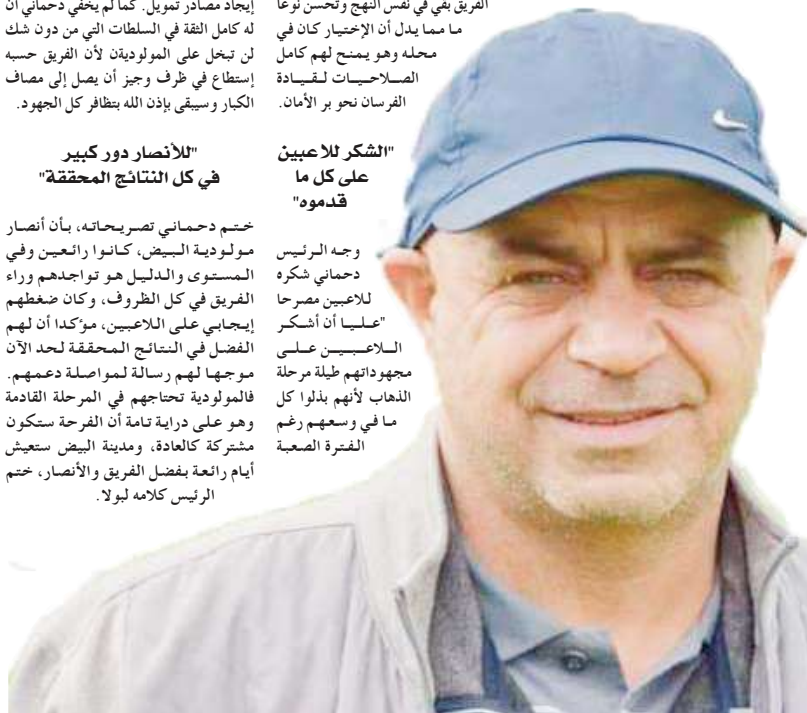 الفريق بقي في نفس النهج وتحسن نوعا
ما مما يدل أن الإختيار كان في
محله وهو يمنح لهم كامل
الصلاحيات لقيادة
الفرسان نحو بر الأمان.
"الشكر للاعبين
على كل ما
قدموه"
وجه الرئيس
دحماني شكره
للاعبين مصرحا
"عليا أن أشكر
اللاعبين على
مجهوداتهم طيلة مرحلة
الذهاب لأنهم بذلوا كل
ما في وسعهم رغم
الفترة الصعبة
إيجاد مصادر تمويل. كما لم يخفي دحماني أن
له كامل الثقة في السلطات التي من دون شك
لن تبخل على المولوديةن لأن الفريق حسبه
إستطاع في ظرف وجيز أن يصل إلى مصاف
الكبار وسيبقى بإذن الله بتظافر كل الجهود.
"للأنصار دور كبير
في كل النتائج المحققة"
ختم دحماني تصريحاته، بأن أنصار
مولودية البيض، كانوا رائعين وفي
المستوى والدليل هو تواجدهم وراء
الفريق في كل الظروف، وكان ضغطهم
إيجابي على اللاعبين، مؤكدا أن لهم
الفضل في النتائج المحققة لحد الآن
موجها لهم رسالة لمواصلة دعمهم.
فالمولودية تحتاجهم في المرحلة القادمة
وهو على دراية تامة أن الفرحة ستكون
مشتركة كالعادة، ومدينة البيض ستعيش
أيام رائعة بفضل الفريق والأنصار، ختم
الرئيس كلامه لبولا.